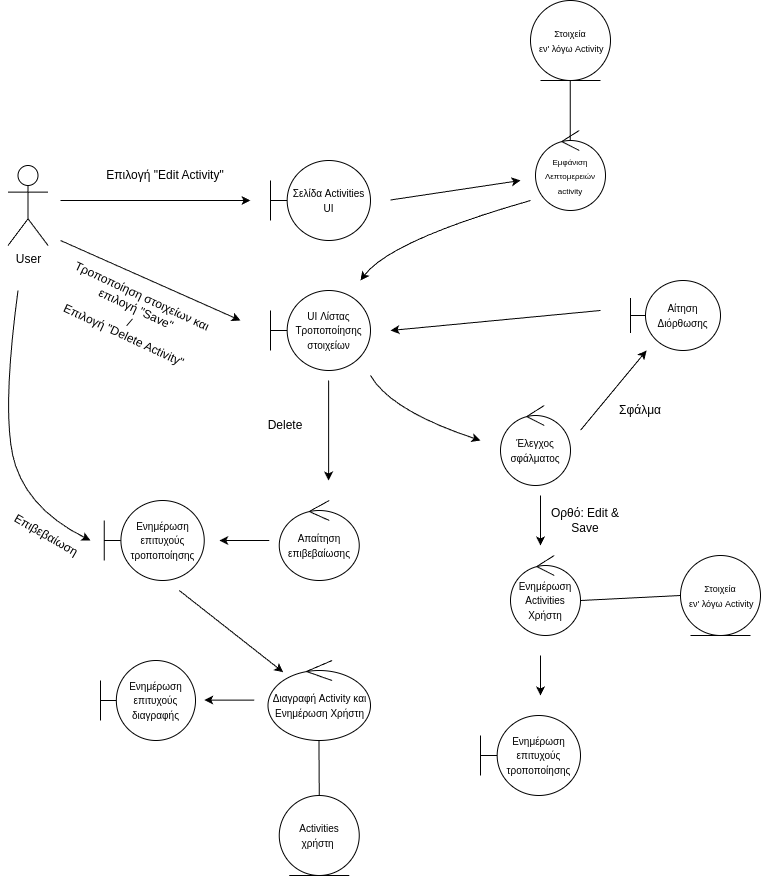 Στοιχεία
εν' λόγω Activity
Επιλογή "Edit Activity"
Εμφάνιση
Λεπτομερειών
activity
Σελίδα Activities
UI
User
Τροποποίηση στοιχείων και
επιλογή "Save"
/
Επιλογή "Delete Activity"
UI Λίστας
Τροποποίησης
στοιχείων
Αίτηση
Διόρθωσης
Delete
Σφάλμα
Έλεγχος
σφάλματος
Επιβεβαίωση
Ενημέρωση
επιτυχούς
τροποποίησης
Απαίτηση
επιβεβαίωσης
Ορθό: Edit &
Save
Ενημέρωση
Activities
Χρήστη
Στοιχεία
εν' λόγω Activity
Ενημέρωση
επιτυχούς
διαγραφής
Διαγραφή Activity και
Ενημέρωση Χρήστη
Ενημέρωση
επιτυχούς
τροποποίησης
Activities
χρήστη